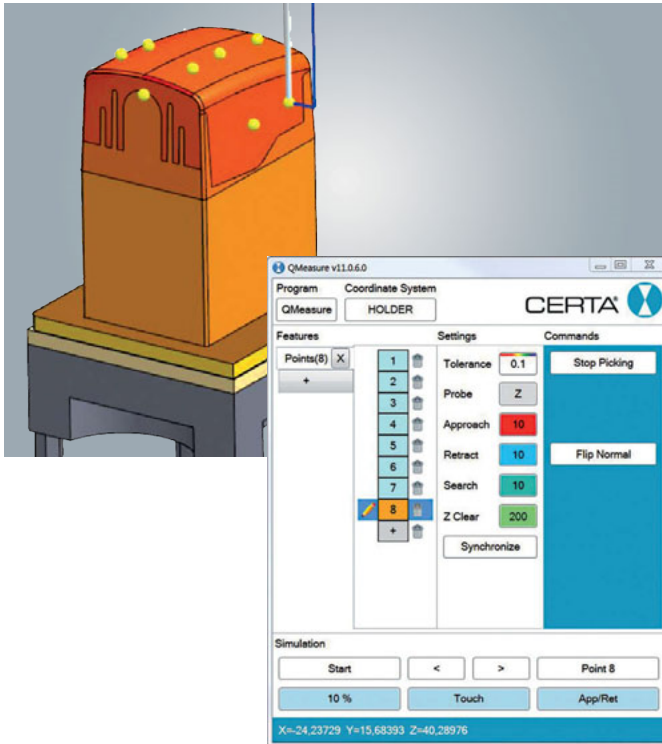 QMeasure v11.0.6.0
Program Coordinate System
QMeasure HOLDER CERTA
Features Settings Commands
Points(8) X 1 Tolerance 0.1 Stop Picking
+ 2 Probe Z
3
4 Approach 10
5 Retract 10 Flip Normal
6
7 Search 10
8 Z Clear 200
+
Synchronize
Simulation
Start < > Point 8
10 % Touch App/Ret
X=-24,23729 Y=15,68393 Z=40,28976